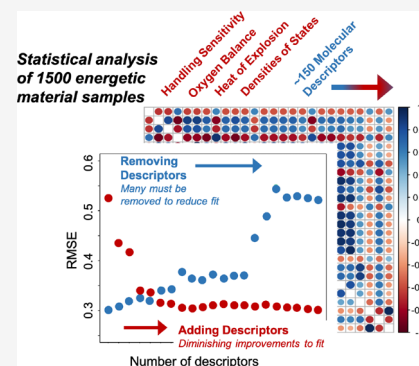 Statistical analysis
of 1500 energetic
material samples
Handling Sensitivity
Oxygen Balance
Heat of Explosion
Densities of States
~150 Molecular
Descriptors
Removing
Descriptors
Many must be
removed to reduce fit
Adding Descriptors
Diminishing improvements to fit
RMSE
0.6
0.5
0.4
0.3
Number of descriptors